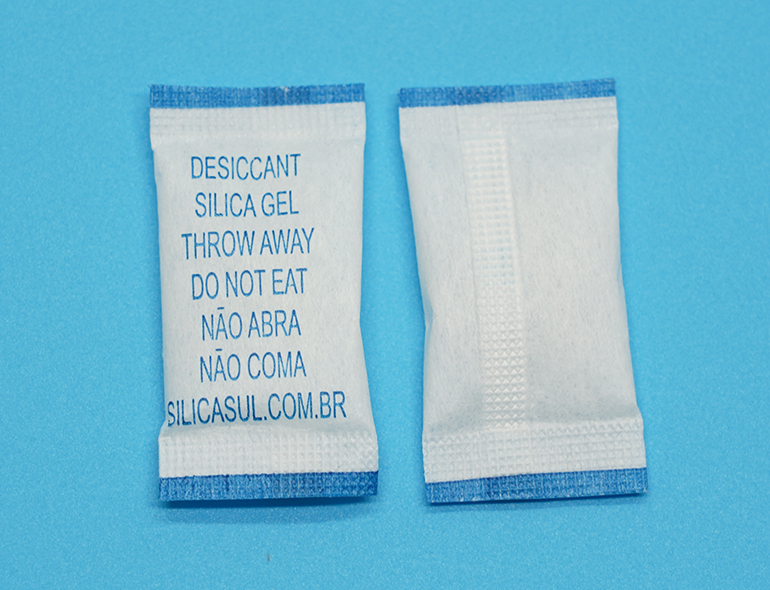 DESICCANT
SILICA GEL
THROW AWAY
DO NOT EAT
NÃO ABRA
NÃO COMA
SILICASUL.COM.BR